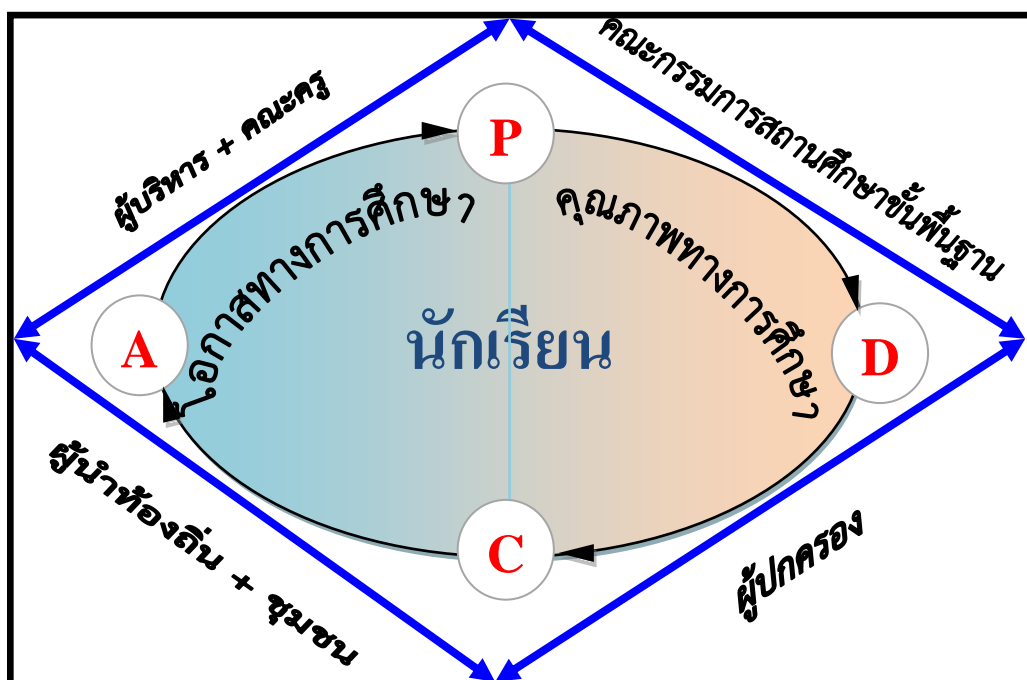 ผู้บริหาร + คณะครู
คณะกรรมการสถานศึกษาขั้นพื้นฐาน
P
โอกาสทางการศึกษา
คุณภาพทางการศึกษา
นักเรียน
A
D
C
ผู้นำท้องถิ่น + ชุมชน
ผู้ปกครอง